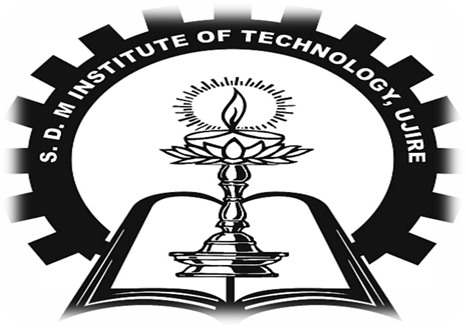 S. D. M INSTITUTE OF TECHNOLOGY, UJIRE